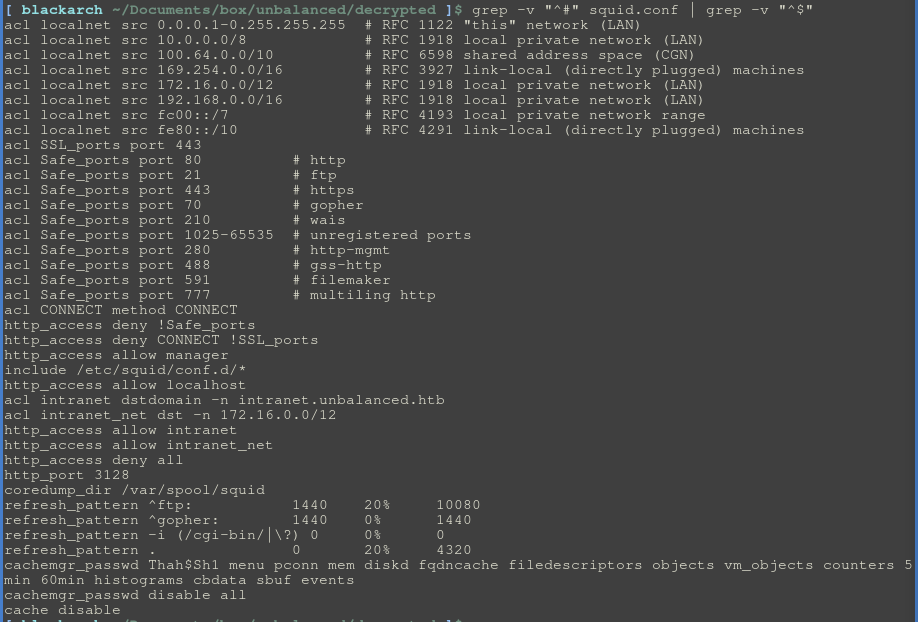 [ blackarch ~/Documents/box/unbalanced/decrypted ]$ grep -v "^#" squid.conf | grep -v "^$"
acl localnet src 0.0.0.1-0.255.255.255  # RFC 1122 "this" network (LAN)
acl localnet src 10.0.0.0/8             # RFC 1918 local private network (LAN)
acl localnet src 100.64.0.0/10          # RFC 6598 shared address space (CGN)
acl localnet src 169.254.0.0/16         # RFC 3927 link-local (directly plugged) machines
acl localnet src 172.16.0.0/12          # RFC 1918 local private network (LAN)
acl localnet src 192.168.0.0/16         # RFC 1918 local private network (LAN)
acl localnet src fc00::/7               # RFC 4193 local private network range
acl localnet src fe80::/10              # RFC 4291 link-local (directly plugged) machines
acl SSL_ports port 443
acl Safe_ports port 80          # http
acl Safe_ports port 21          # ftp
acl Safe_ports port 443         # https
acl Safe_ports port 70          # gopher
acl Safe_ports port 210         # wais
acl Safe_ports port 1025-65535  # unregistered ports
acl Safe_ports port 280         # http-mgmt
acl Safe_ports port 488         # gss-http
acl Safe_ports port 591         # filemaker
acl Safe_ports port 777         # multiling http
acl CONNECT method CONNECT
http_access deny !Safe_ports
http_access deny CONNECT !SSL_ports
http_access allow manager
include /etc/squid/conf.d/*
http_access allow localhost
acl intranet dstdomain -n intranet.unbalanced.htb
acl intranet_net dst -n 172.16.0.0/12
http_access allow intranet
http_access allow intranet_net
http_access deny all
http_port 3128
coredump_dir /var/spool/squid
refresh_pattern ^ftp:           1440    20%     10080
refresh_pattern ^gopher:        1440    0%      1440
refresh_pattern -i (/cgi-bin/|\?) 0     0%      0
refresh_pattern .               0       20%     4320
cachemgr_passwd Thah$Sh1 menu pconn mem diskd fqdncache filedescriptors objects vm_objects counters 5
min 60min histograms cbdata sbuf events
cachemgr_passwd disable all
cache disable
[ blackarch ~/Documents/box/unbalanced/decrypted ]$